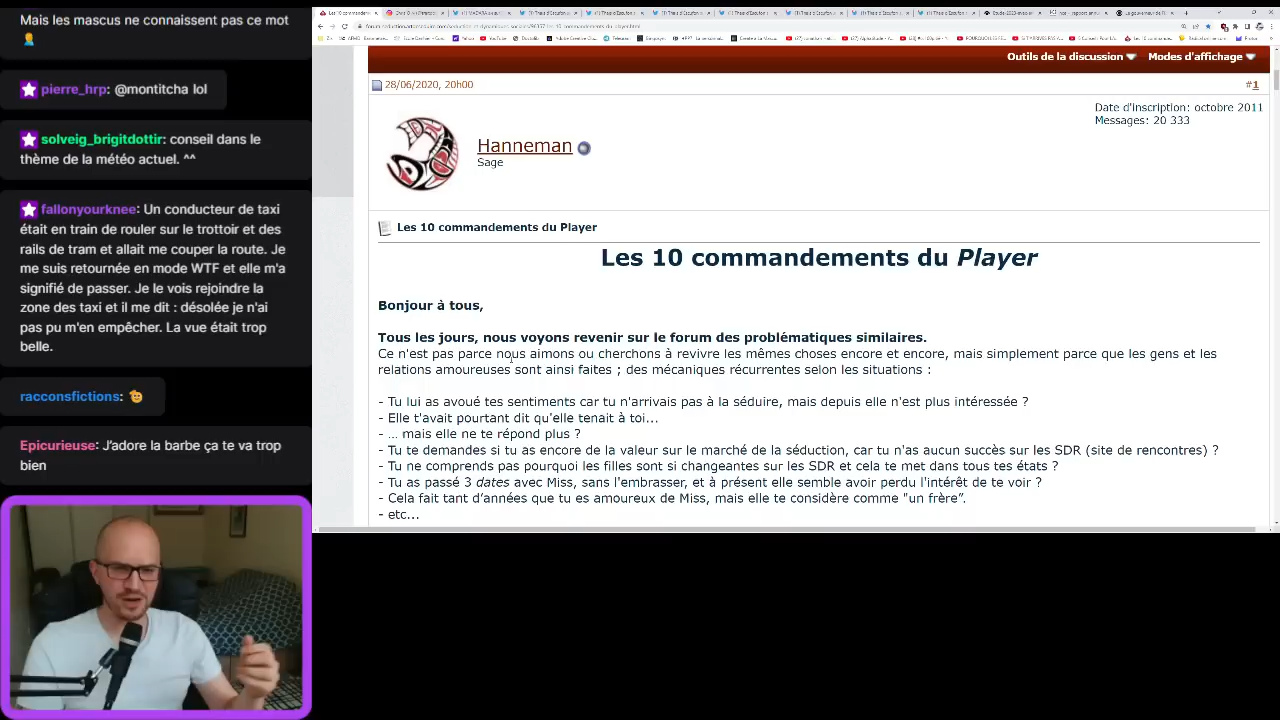 Mais les mascus ne connaissent pas ce mot
pierre_hrp: @montitcha lol
solveig_brigitdottir: conseil dans le
thème de la météo actuel. ^^
fallonyourknee: Un conducteur de taxi
était en train de rouler sur le trottoir et des
rails de tram et allait me couper la route. Je
me suis retournée en mode WTF et elle m'a
signifié de passer. Je le vois rejoindre la
zone des taxi et il me dit : désolée je n'ai
pas pu m'en empêcher. La vue était trop
belle.
racconsfictions:
Epicurieuse: J'adore la barbe ça te va trop
bien
Outils de la discussion Modes d'affichage
28/06/2020, 20h00
#1
Date d'inscription: octobre 2011
Messages: 20 333
Hanneman
Sage
Les 10 commandements du Player
Les 10 commandements du Player
Bonjour à tous,
Tous les jours, nous voyons revenir sur le forum des problématiques similaires.
Ce n'est pas parce nous aimons ou cherchons à revivre les mêmes choses encore et encore, mais simplement parce que les gens et les
relations amoureuses sont ainsi faites ; des mécaniques récurrentes selon les situations :
- Tu lui as avoué tes sentiments car tu n'arrivais pas à la séduire, mais depuis elle n'est plus intéressée ?
- Elle t'avait pourtant dit qu'elle tenait à toi...
- … mais elle ne te répond plus ?
- Tu te demandes si tu as encore de la valeur sur le marché de la séduction, car tu n'as aucun succès sur les SDR (site de rencontres) ?
- Tu ne comprends pas pourquoi les filles sont si changeantes sur les SDR et cela te met dans tous tes états ?
- Tu as passé 3 dates avec Miss, sans l'embrasser, et à présent elle semble avoir perdu l'intérêt de te voir ?
- Cela fait tant d’années que tu es amoureux de Miss, mais elle te considère comme "un frère”.
- etc...